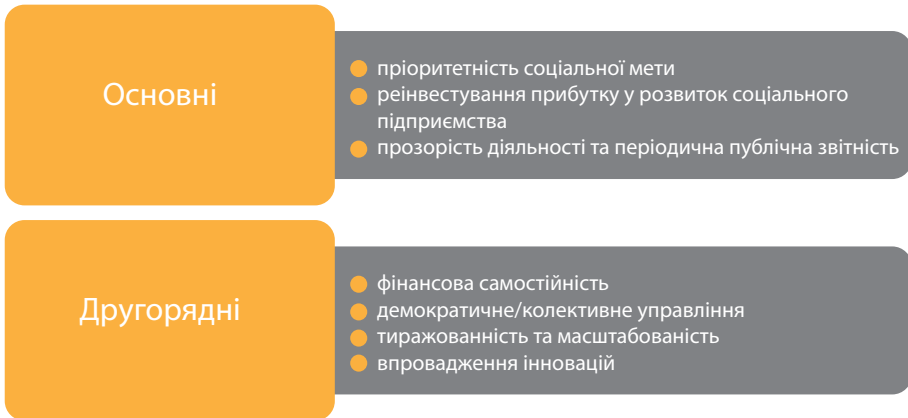 Основні
пріоритетність соціальної мети
реінвестування прибутку у розвиток соціального
підприємства
прозорість діяльності та періодична публічна звітність
Другорядні
фінансова самостійність
демократичне/колективне управління
тиражованність та масштабованість
впровадження інновацій